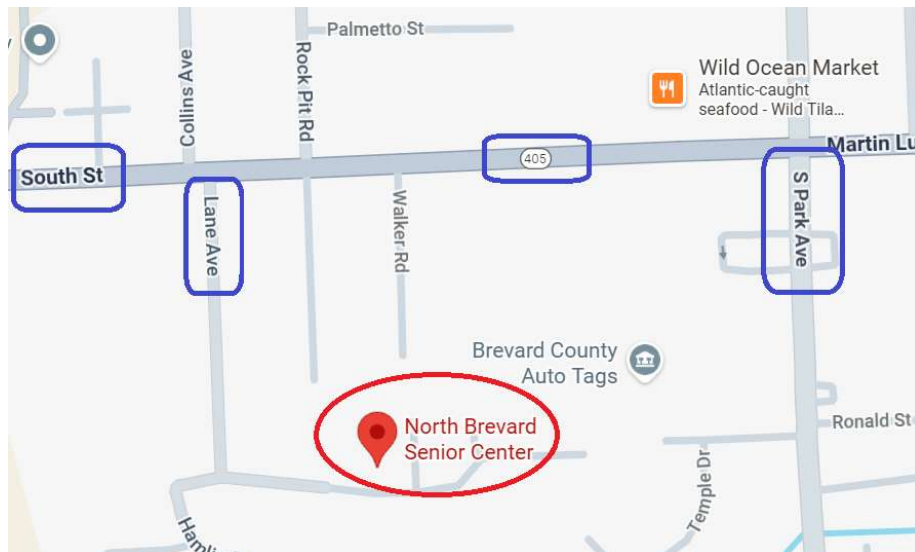 Palmetto St
Collins Ave
Rock Pit Rd
Wild Ocean Market
Atlantic-caught
seafood - Wild Tila...
405
Martin Lu
South St
Lane Ave
Walker Rd
S Park Ave
Brevard County
Auto Tags
North Brevard
Senior Center
Ronald St
Temple Dr